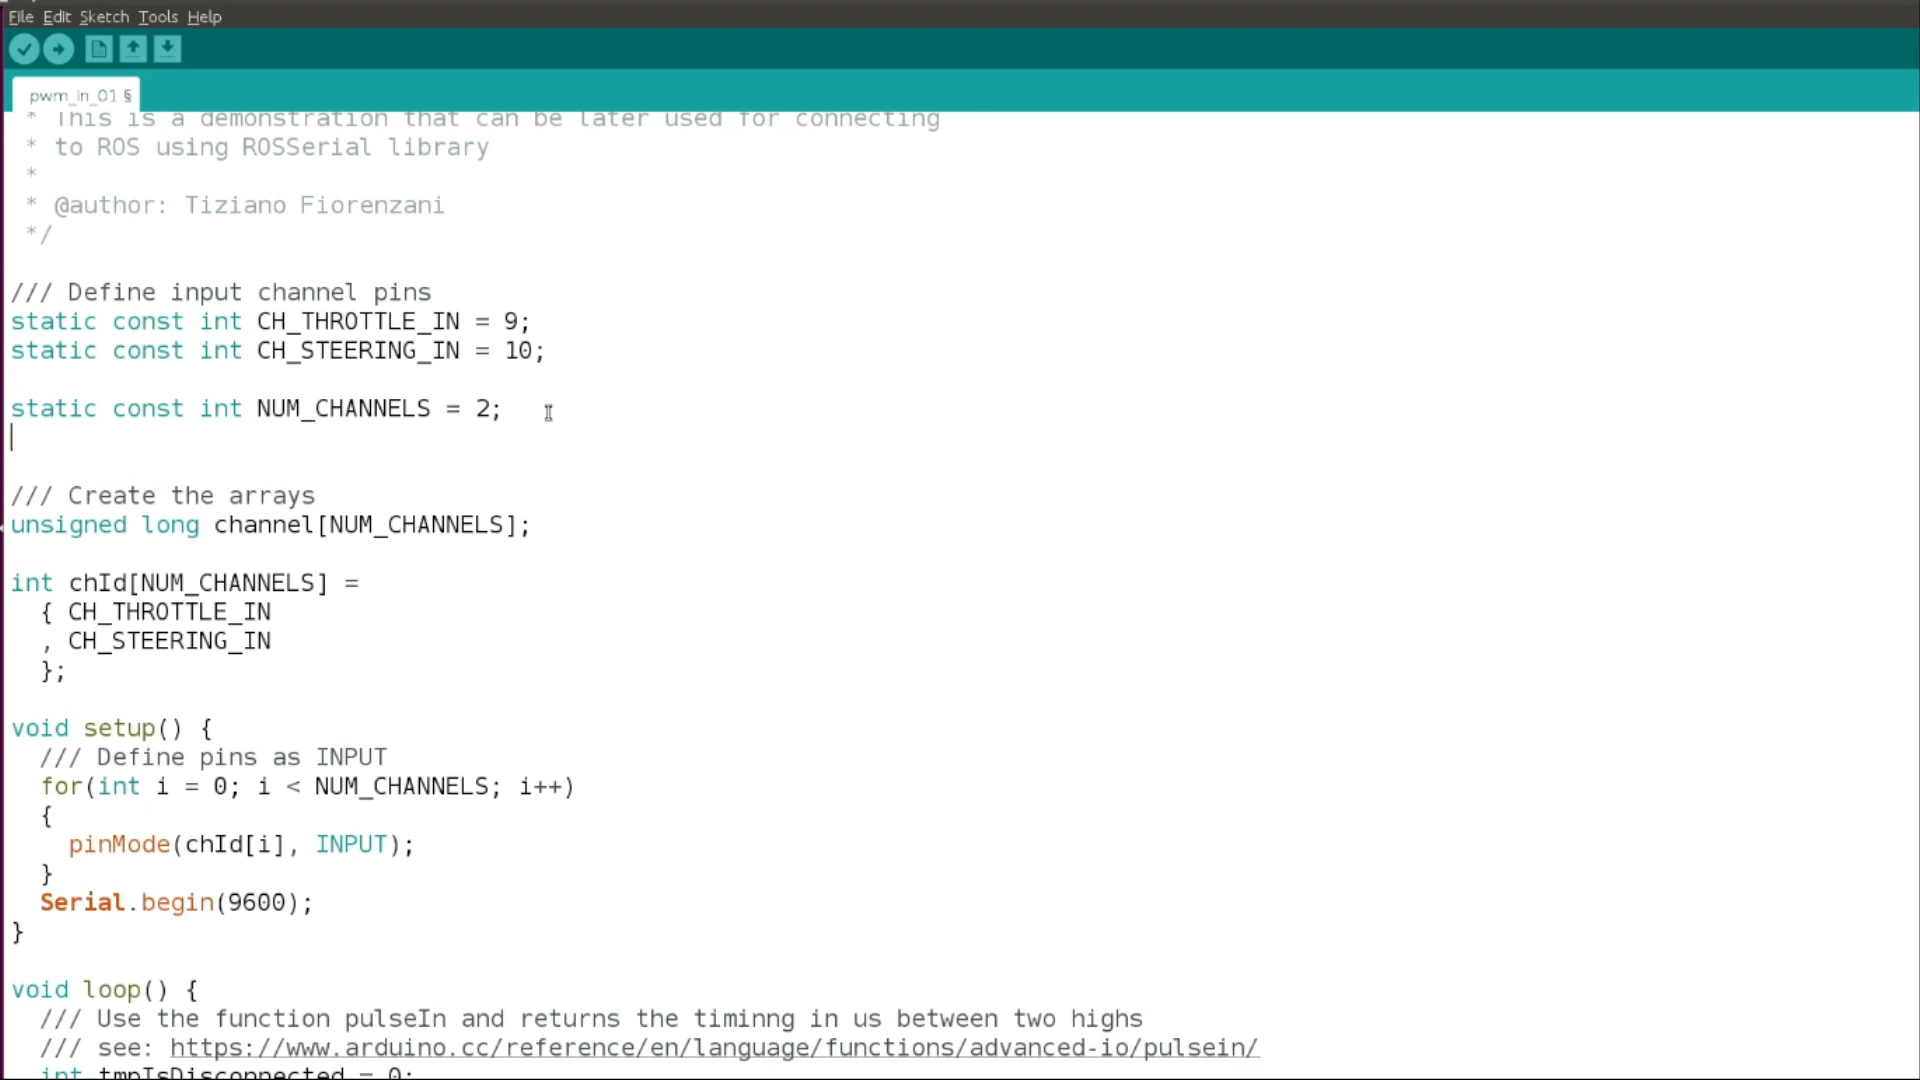 File Edit Sketch Tools Help
pwm_in_01 §
* This is a demonstration that can be later used for connecting
* to ROS using ROSSerial library
*
* @author: Tiziano Fiorenzani
*/
/// Define input channel pins
static const int CH_THROTTLE_IN = 9;
static const int CH_STEERING_IN = 10;
static const int NUM_CHANNELS = 2;
/// Create the arrays
unsigned long channel[NUM_CHANNELS];
int chId[NUM_CHANNELS] =
{ CH_THROTTLE_IN
, CH_STEERING_IN
};
void setup() {
/// Define pins as INPUT
for(int i = 0; i < NUM_CHANNELS; i++)
{
pinMode(chId[i], INPUT);
}
Serial.begin(9600);
}
void loop() {
/// Use the function pulseIn and returns the timinng in us between two highs
/// see: https://www.arduino.cc/reference/en/language/functions/advanced-io/pulsein/
int tmpIsDisconnected = 0;